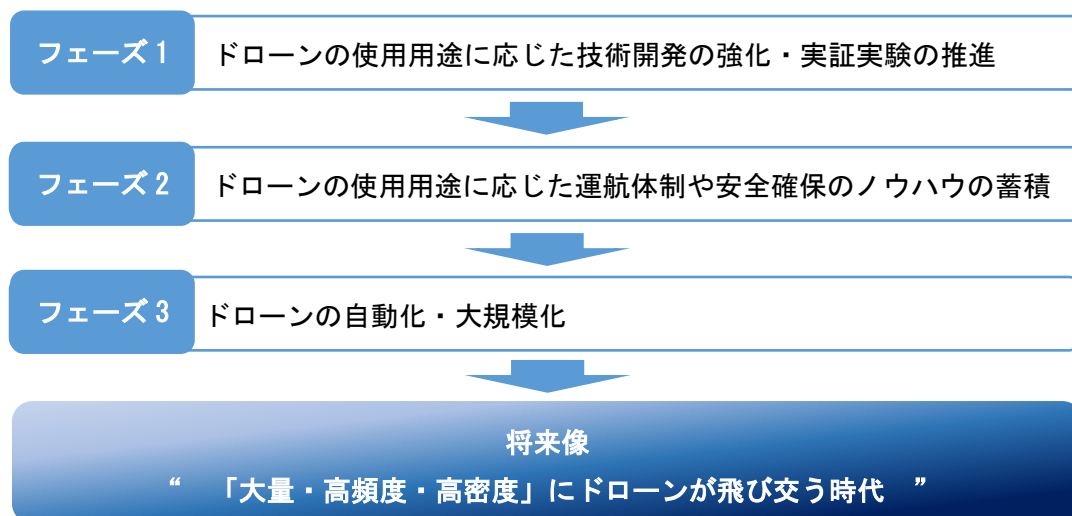 フェーズ 1
ドローンの使用用途に応じた技術開発の強化・実証実験の推進
フェーズ 2
ドローンの使用用途に応じた運航体制や安全確保のノウハウの蓄積
フェーズ 3
ドローンの自動化・大規模化
将来像
“ 「大量・高頻度・高密度」にドローンが飛び交う時代 ”